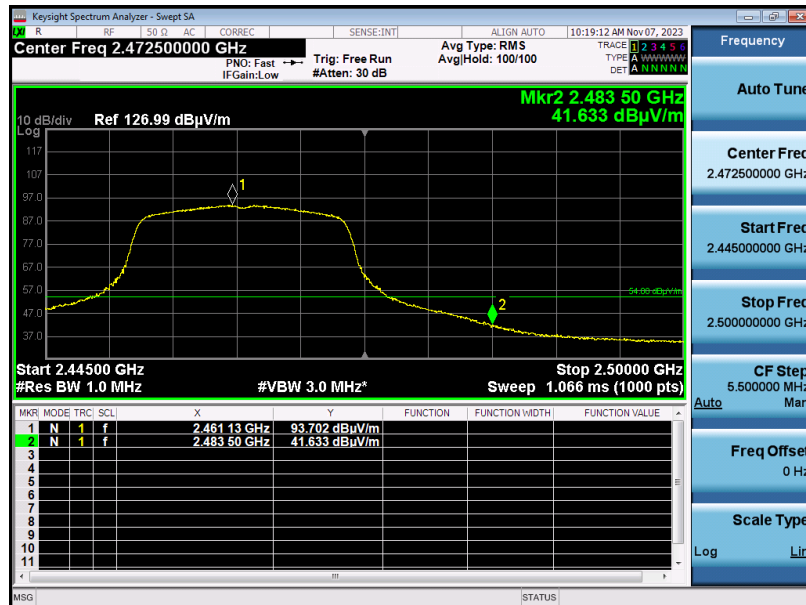 Keysight Spectrum Analyzer - Swept SA
LXI R RF 50 Ω AC CORREC SENSE:INT ALIGN AUTO 10:19:12 AM Nov 07, 2023
Center Freq 2.472500000 GHz
PNO: Fast
IFGain:Low
Trig: Free Run
#Atten: 30 dB
Avg Type: RMS
Avg|Hold: 100/100
TRACE 1 2 3 4 5 6
TYPE A WWWWW
DET A N N N N N
Mkr2 2.483 50 GHz
41.633 dBµV/m
10 dB/div Ref 126.99 dBµV/m
Log
117
107
97.0
87.0
77.0
67.0
57.0
47.0
37.0
1
2
54.00 dBµV/m
Start 2.44500 GHz Stop 2.50000 GHz
#Res BW 1.0 MHz #VBW 3.0 MHz* Sweep 1.066 ms (1000 pts)
MKR MODE TRC SCL X Y FUNCTION FUNCTION WIDTH FUNCTION VALUE
1 N 1 f 2.461 13 GHz 93.702 dBµV/m
2 N 1 f 2.483 50 GHz 41.633 dBµV/m
3
4
5
6
7
8
9
10
11
MSG STATUS
Frequency
Auto Tune
Center Freq
2.472500000 GHz
Start Freq
2.445000000 GHz
Stop Freq
2.500000000 GHz
CF Step
5.500000 MHz
Auto Man
Freq Offset
0 Hz
Scale Type
Log Lin